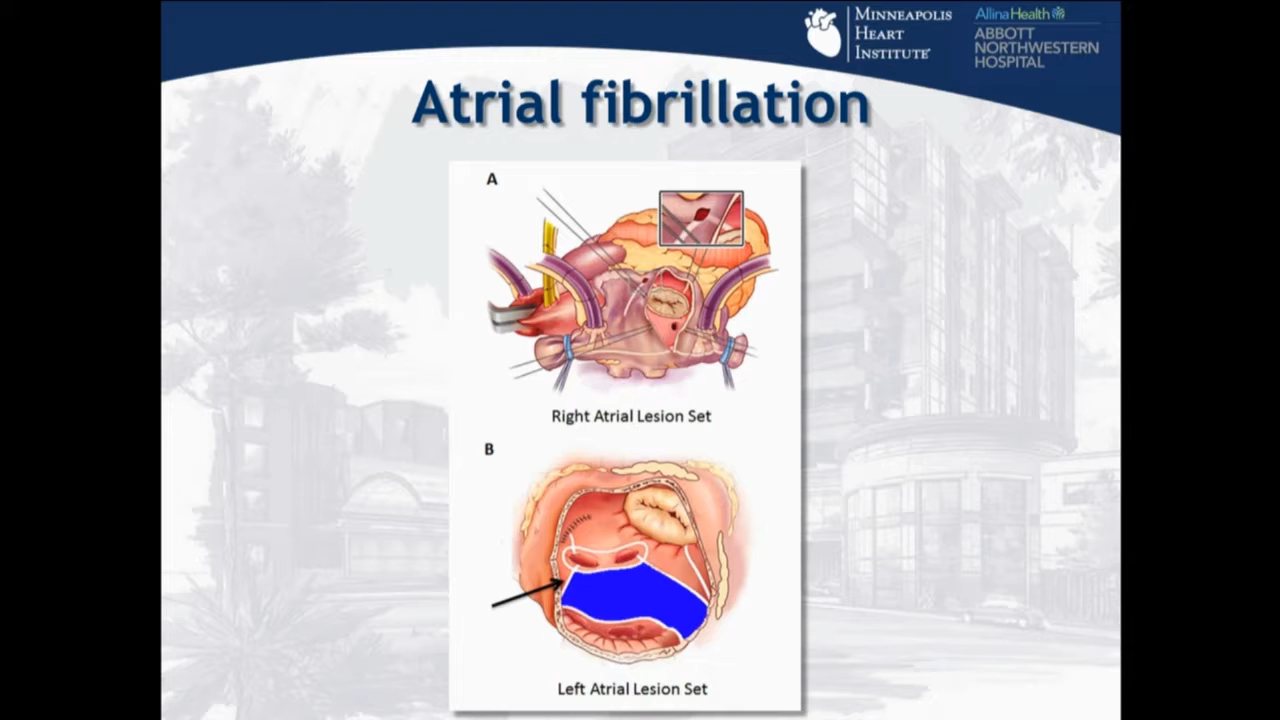 MINNEAPOLIS
HEART
INSTITUTE
AllinaHealth
ABBOTT
NORTHWESTERN
HOSPITAL
Atrial fibrillation
A
Right Atrial Lesion Set
B
Left Atrial Lesion Set